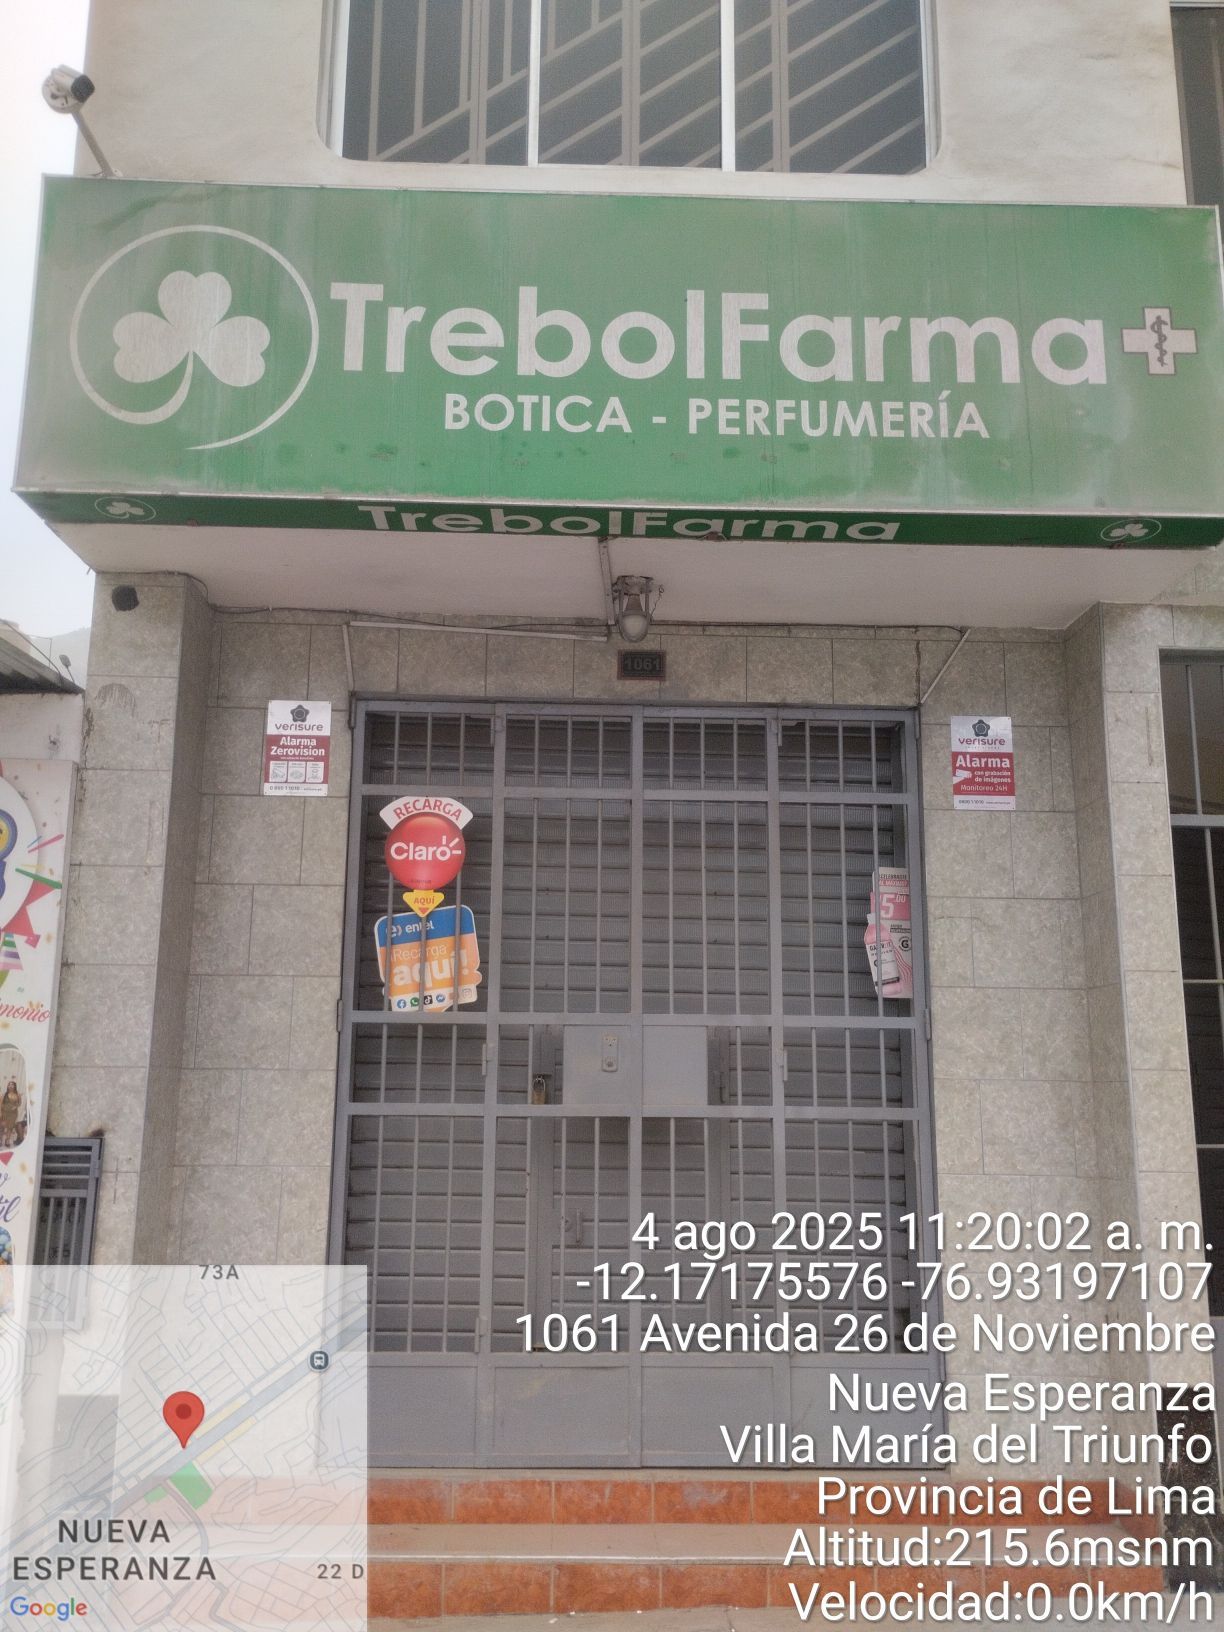 TrebolFarma
BOTICA - PERFUMERÍA
TrebolFarma
1061
verisure
Alarma
Zerovision
verisure
Alarma
con grabación
de imágenes
Monitoreo 24H
RECARGA
Claro
AQUÍ
entel
¡Recarga
aquí!
G
4 ago 2025 11:20:02 a. m.
-12.17175576 -76.93197107
1061 Avenida 26 de Noviembre
Nueva Esperanza
Villa María del Triunfo
Provincia de Lima
Altitud:215.6msnm
Velocidad:0.0km/h
73A
NUEVA
ESPERANZA
22 D
Google